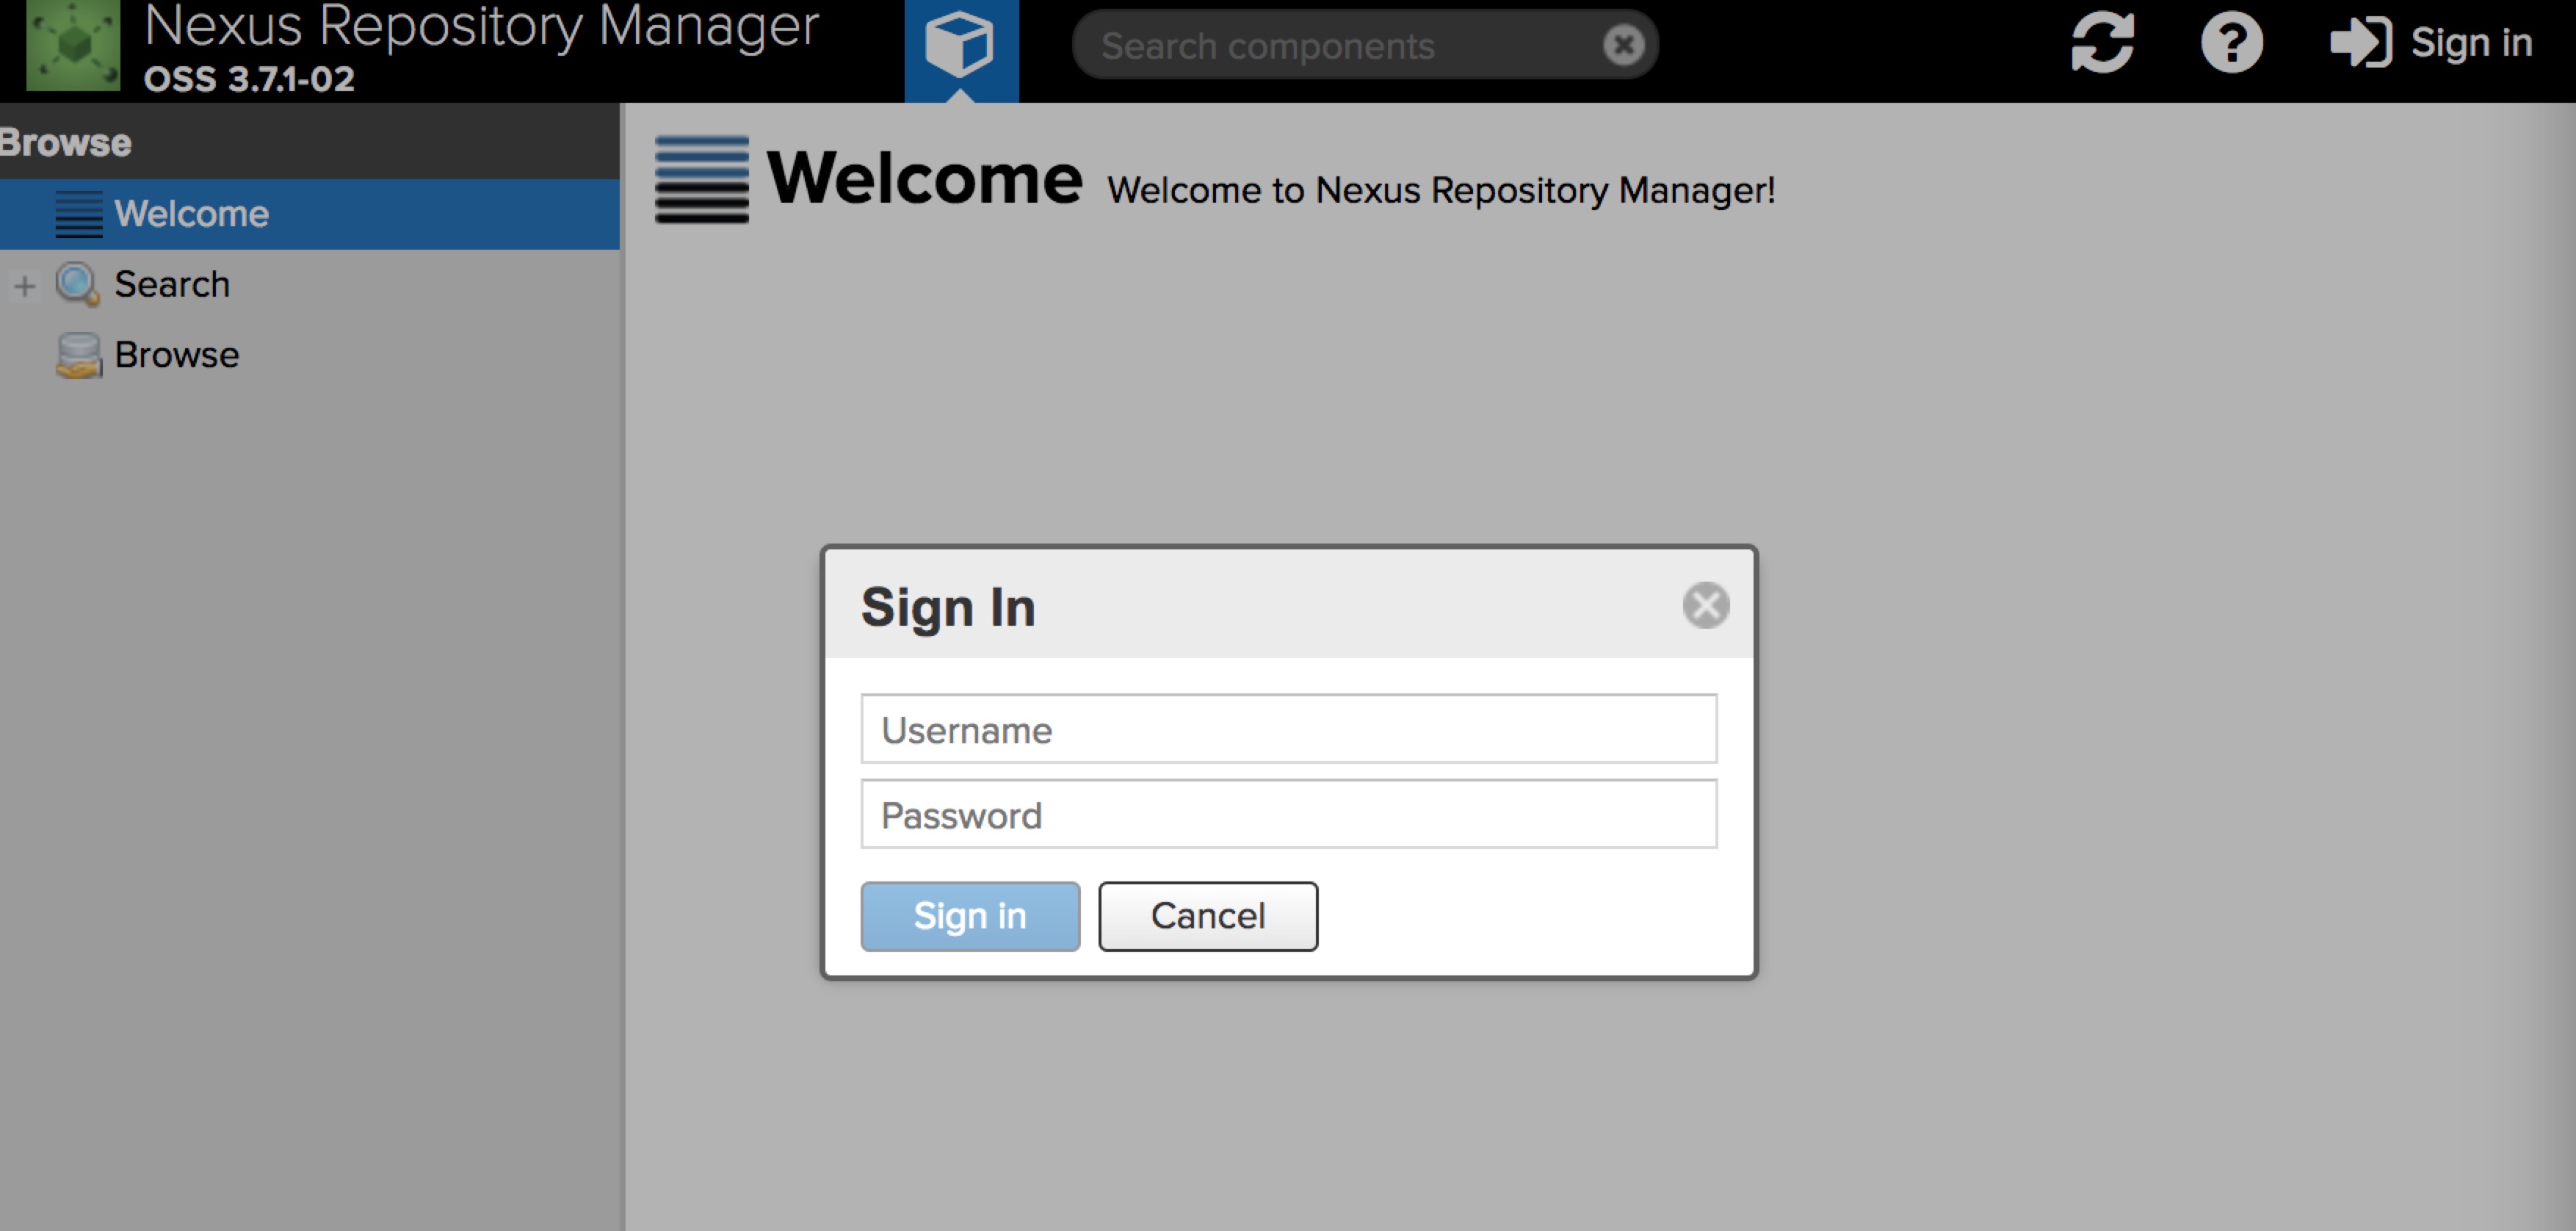 Nexus Repository Manager
OSS 3.7.1-02
Search components
Sign in
Browse
Welcome
Search
Browse
Welcome Welcome to Nexus Repository Manager!
Sign In
Username
Password
Sign in Cancel